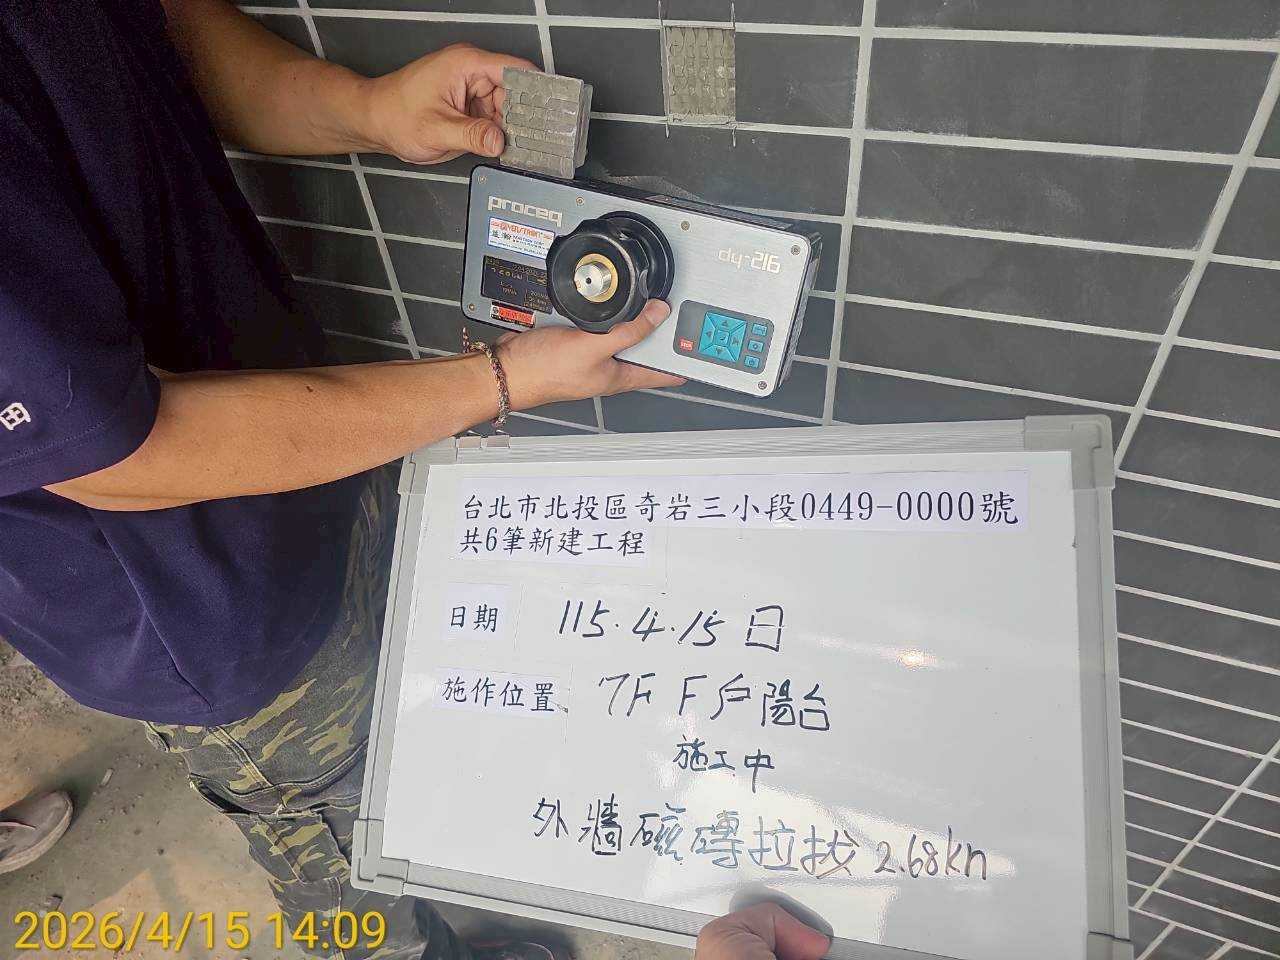 proceq
dy-216
台北市北投區奇岩三小段0449-0000號
共6筆新建工程
日期 115.4.15日
施作位置 7F F戶陽台
施工中
外牆磁磚拉拔 2.68kn
田
2026/4/15 14:09